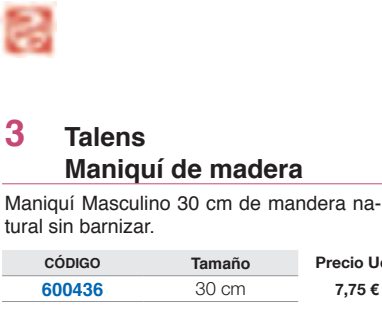 3 Talens
Maniquí de madera
Maniquí Masculino 30 cm de mandera na-
tural sin barnizar.
CÓDIGO Tamaño Precio
600436 30 cm 7,75 €